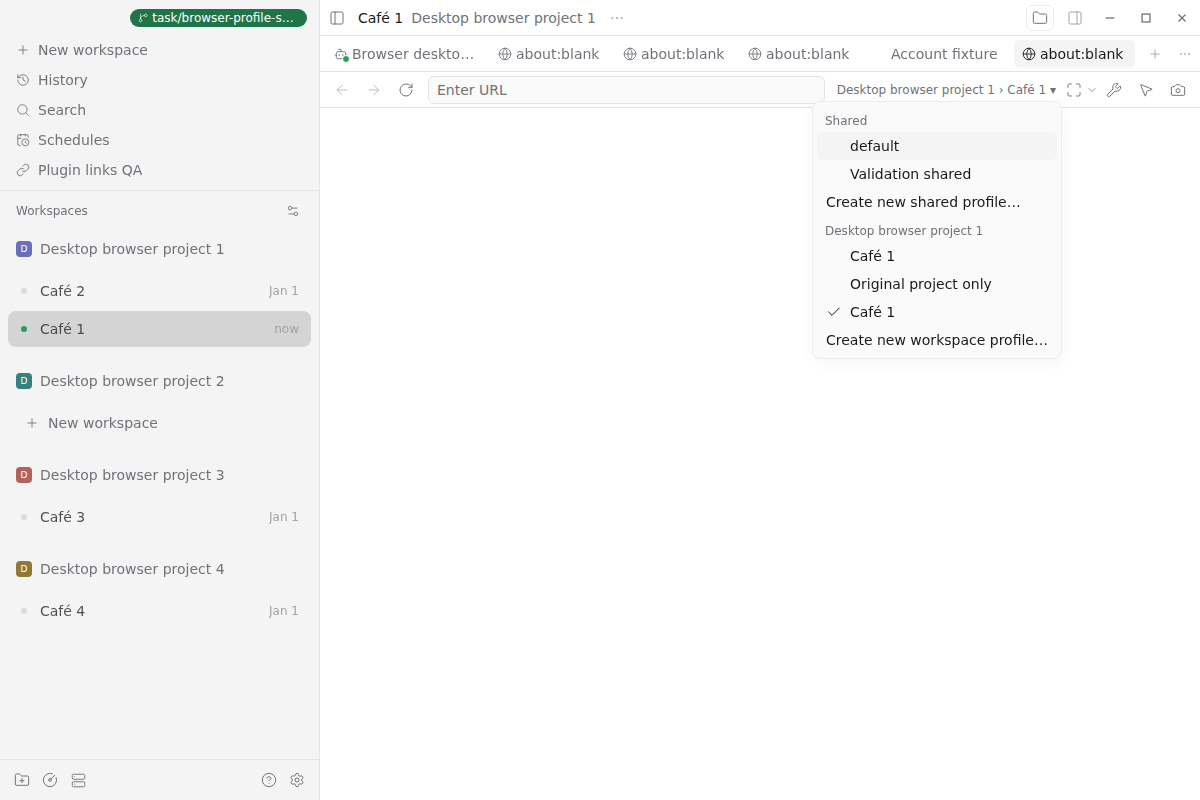 task/browser-profile-s…
New workspace
History
Search
Schedules
Plugin links QA
Workspaces
D Desktop browser project 1
Café 2 Jan 1
Café 1 now
D Desktop browser project 2
New workspace
D Desktop browser project 3
Café 3 Jan 1
D Desktop browser project 4
Café 4 Jan 1
Café 1 Desktop browser project 1
Browser deskto… about:blank about:blank about:blank Account fixture about:blank
Enter URL Desktop browser project 1 › Café 1 ▾
Shared
default
Validation shared
Create new shared profile…
Desktop browser project 1
Café 1
Original project only
Café 1
Create new workspace profile…